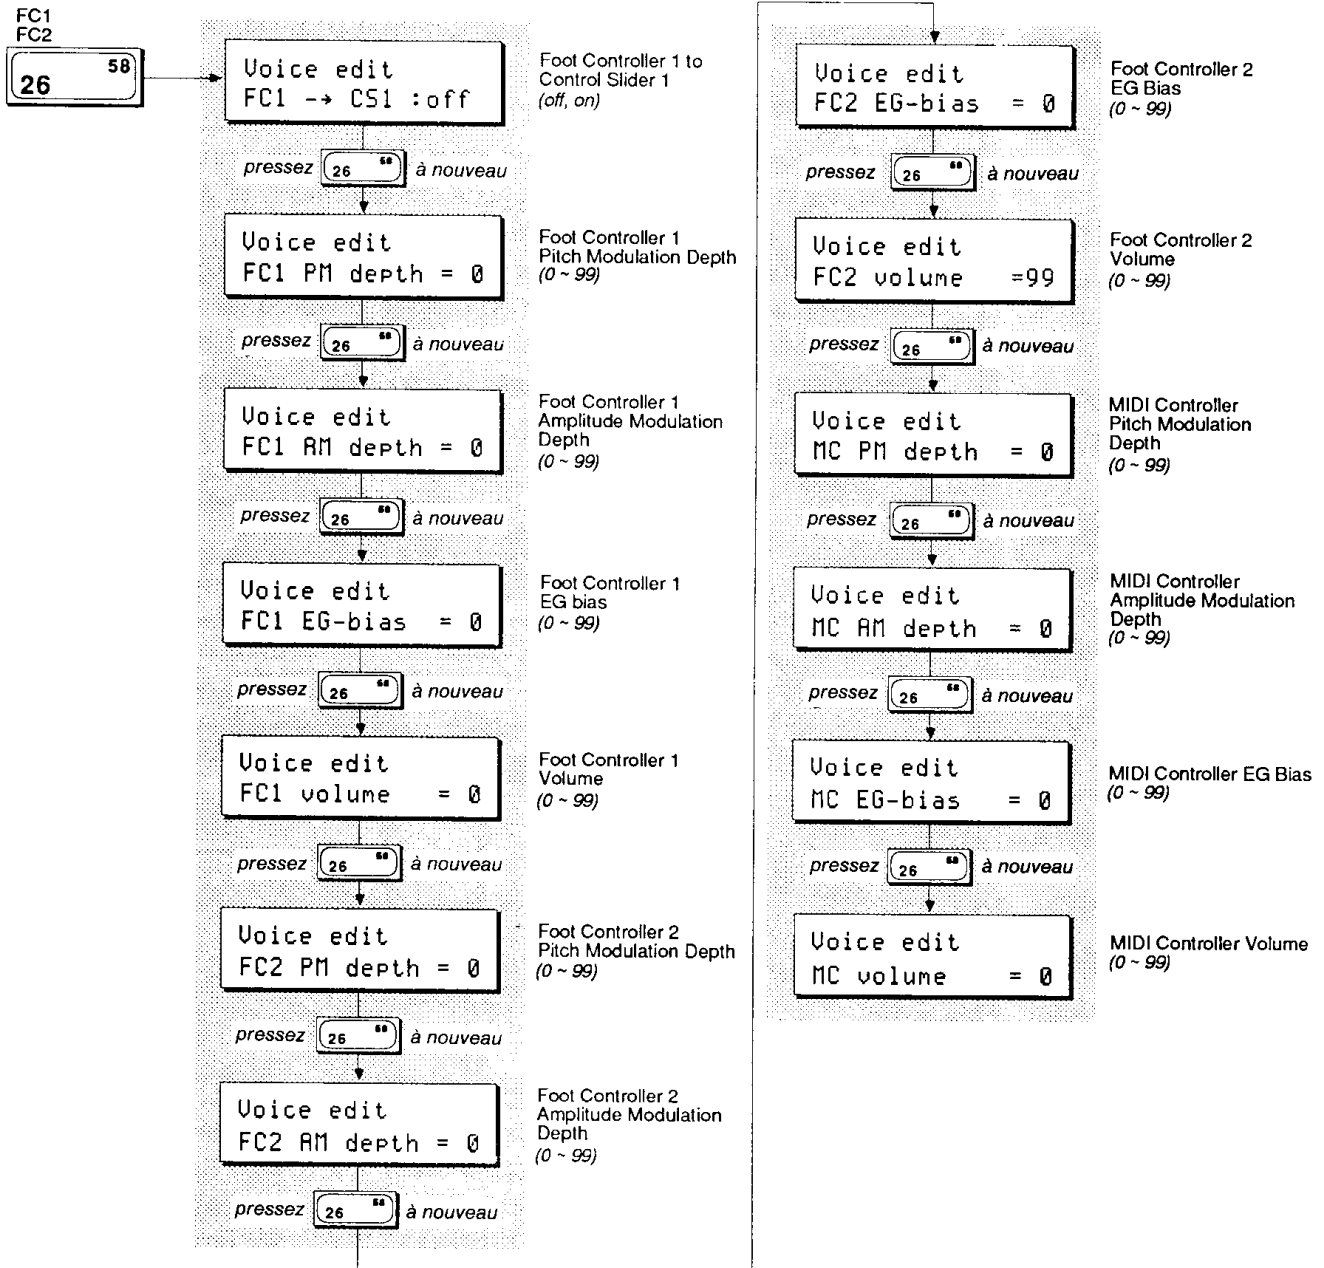 FC1
FC2
26 58
Voice edit
FC1 → CS1 :off
Foot Controller 1 to
Control Slider 1
(off, on)
pressez 26 58 à nouveau
Voice edit
FC1 PM depth = 0
Foot Controller 1
Pitch Modulation Depth
(0 ~ 99)
pressez 26 58 à nouveau
Voice edit
FC1 AM depth = 0
Foot Controller 1
Amplitude Modulation
Depth
(0 ~ 99)
pressez 26 58 à nouveau
Voice edit
FC1 EG-bias = 0
Foot Controller 1
EG bias
(0 ~ 99)
pressez 26 58 à nouveau
Voice edit
FC1 volume = 0
Foot Controller 1
Volume
(0 ~ 99)
pressez 26 58 à nouveau
Voice edit
FC2 PM depth = 0
Foot Controller 2
Pitch Modulation Depth
(0 ~ 99)
pressez 26 58 à nouveau
Voice edit
FC2 AM depth = 0
Foot Controller 2
Amplitude Modulation
Depth
(0 ~ 99)
pressez 26 58 à nouveau
Voice edit
FC2 EG-bias = 0
Foot Controller 2
EG Bias
(0 ~ 99)
pressez 26 58 à nouveau
Voice edit
FC2 volume =99
Foot Controller 2
Volume
(0 ~ 99)
pressez 26 58 à nouveau
Voice edit
MC PM depth = 0
MIDI Controller
Pitch Modulation
Depth
(0 ~ 99)
pressez 26 58 à nouveau
Voice edit
MC AM depth = 0
MIDI Controller
Amplitude Modulation
Depth
(0 ~ 99)
pressez 26 58 à nouveau
Voice edit
MC EG-bias = 0
MIDI Controller EG Bias
(0 ~ 99)
pressez 26 58 à nouveau
Voice edit
MC volume = 0
MIDI Controller Volume
(0 ~ 99)